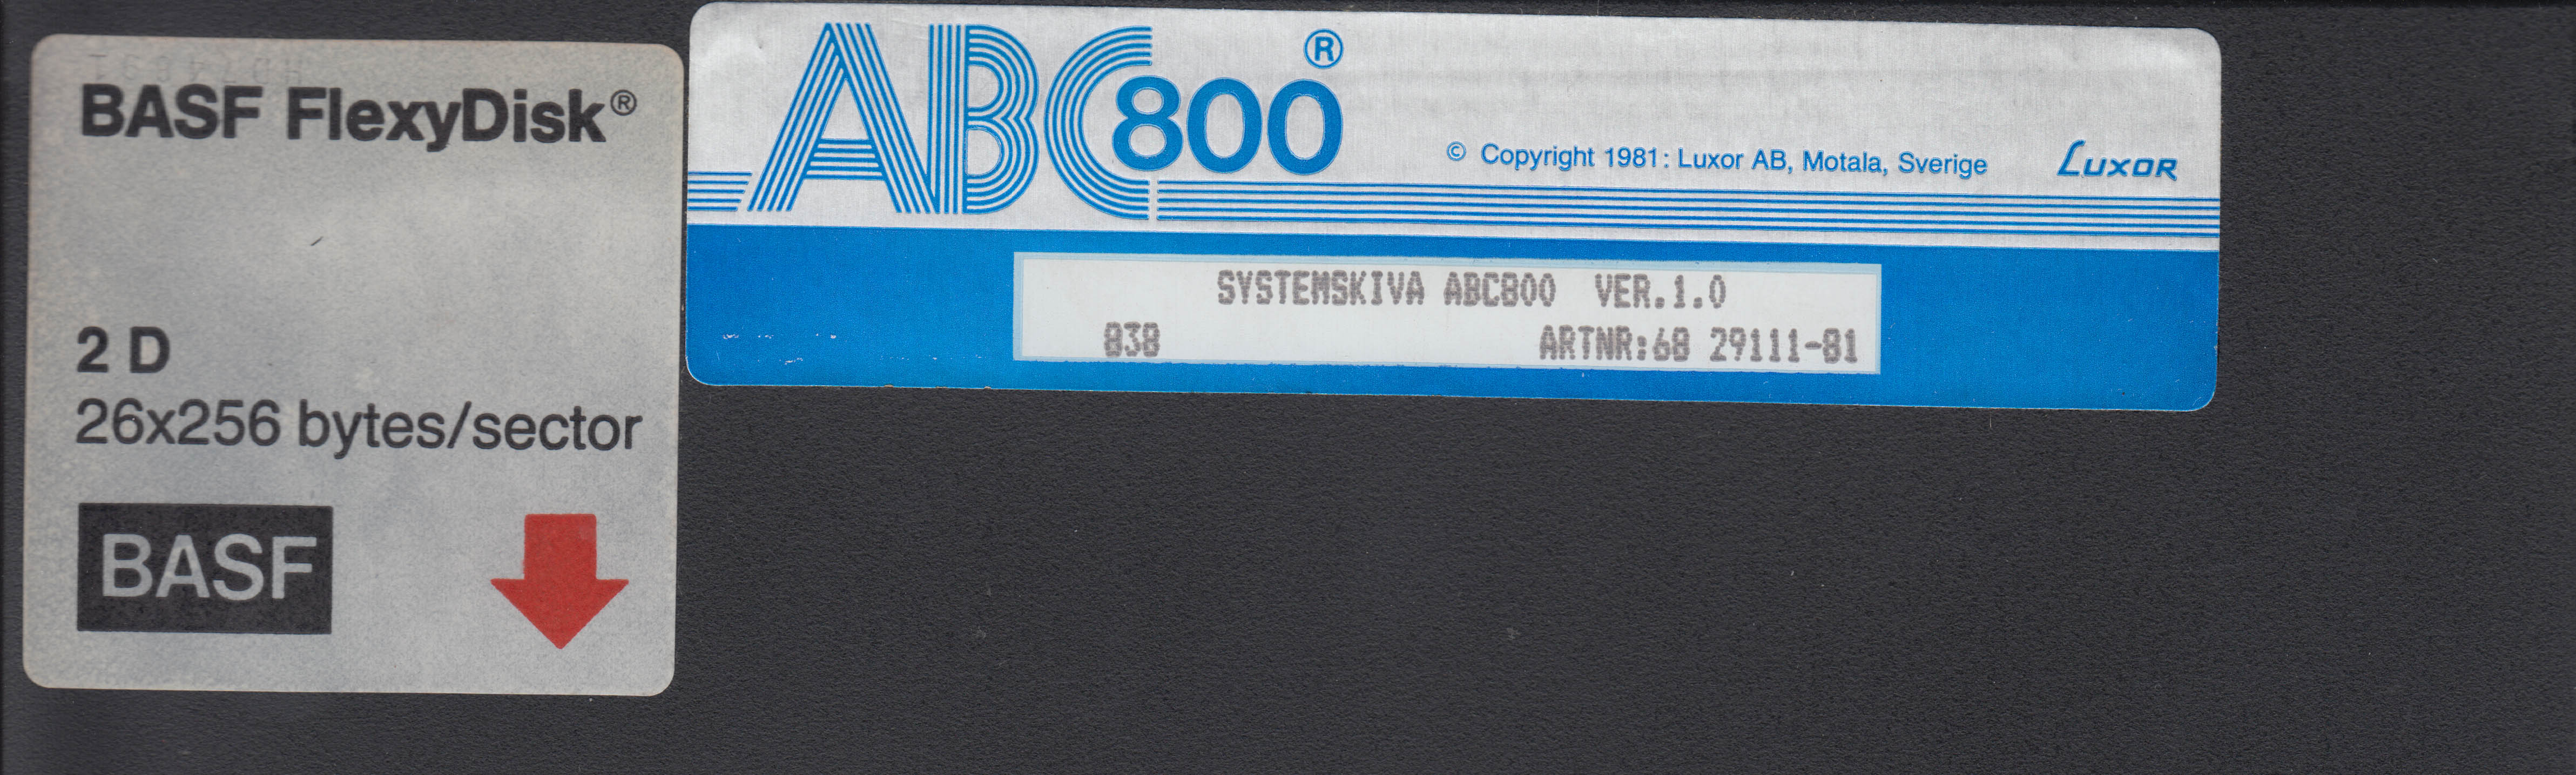 BASF FlexyDisk®
2 D
26x256 bytes/sector
BASF
ABC800®
© Copyright 1981: Luxor AB, Motala, Sverige
LUXOR
SYSTEMSKIVA ABC800 VER.1.0
838 ARTNR:68 29111-81